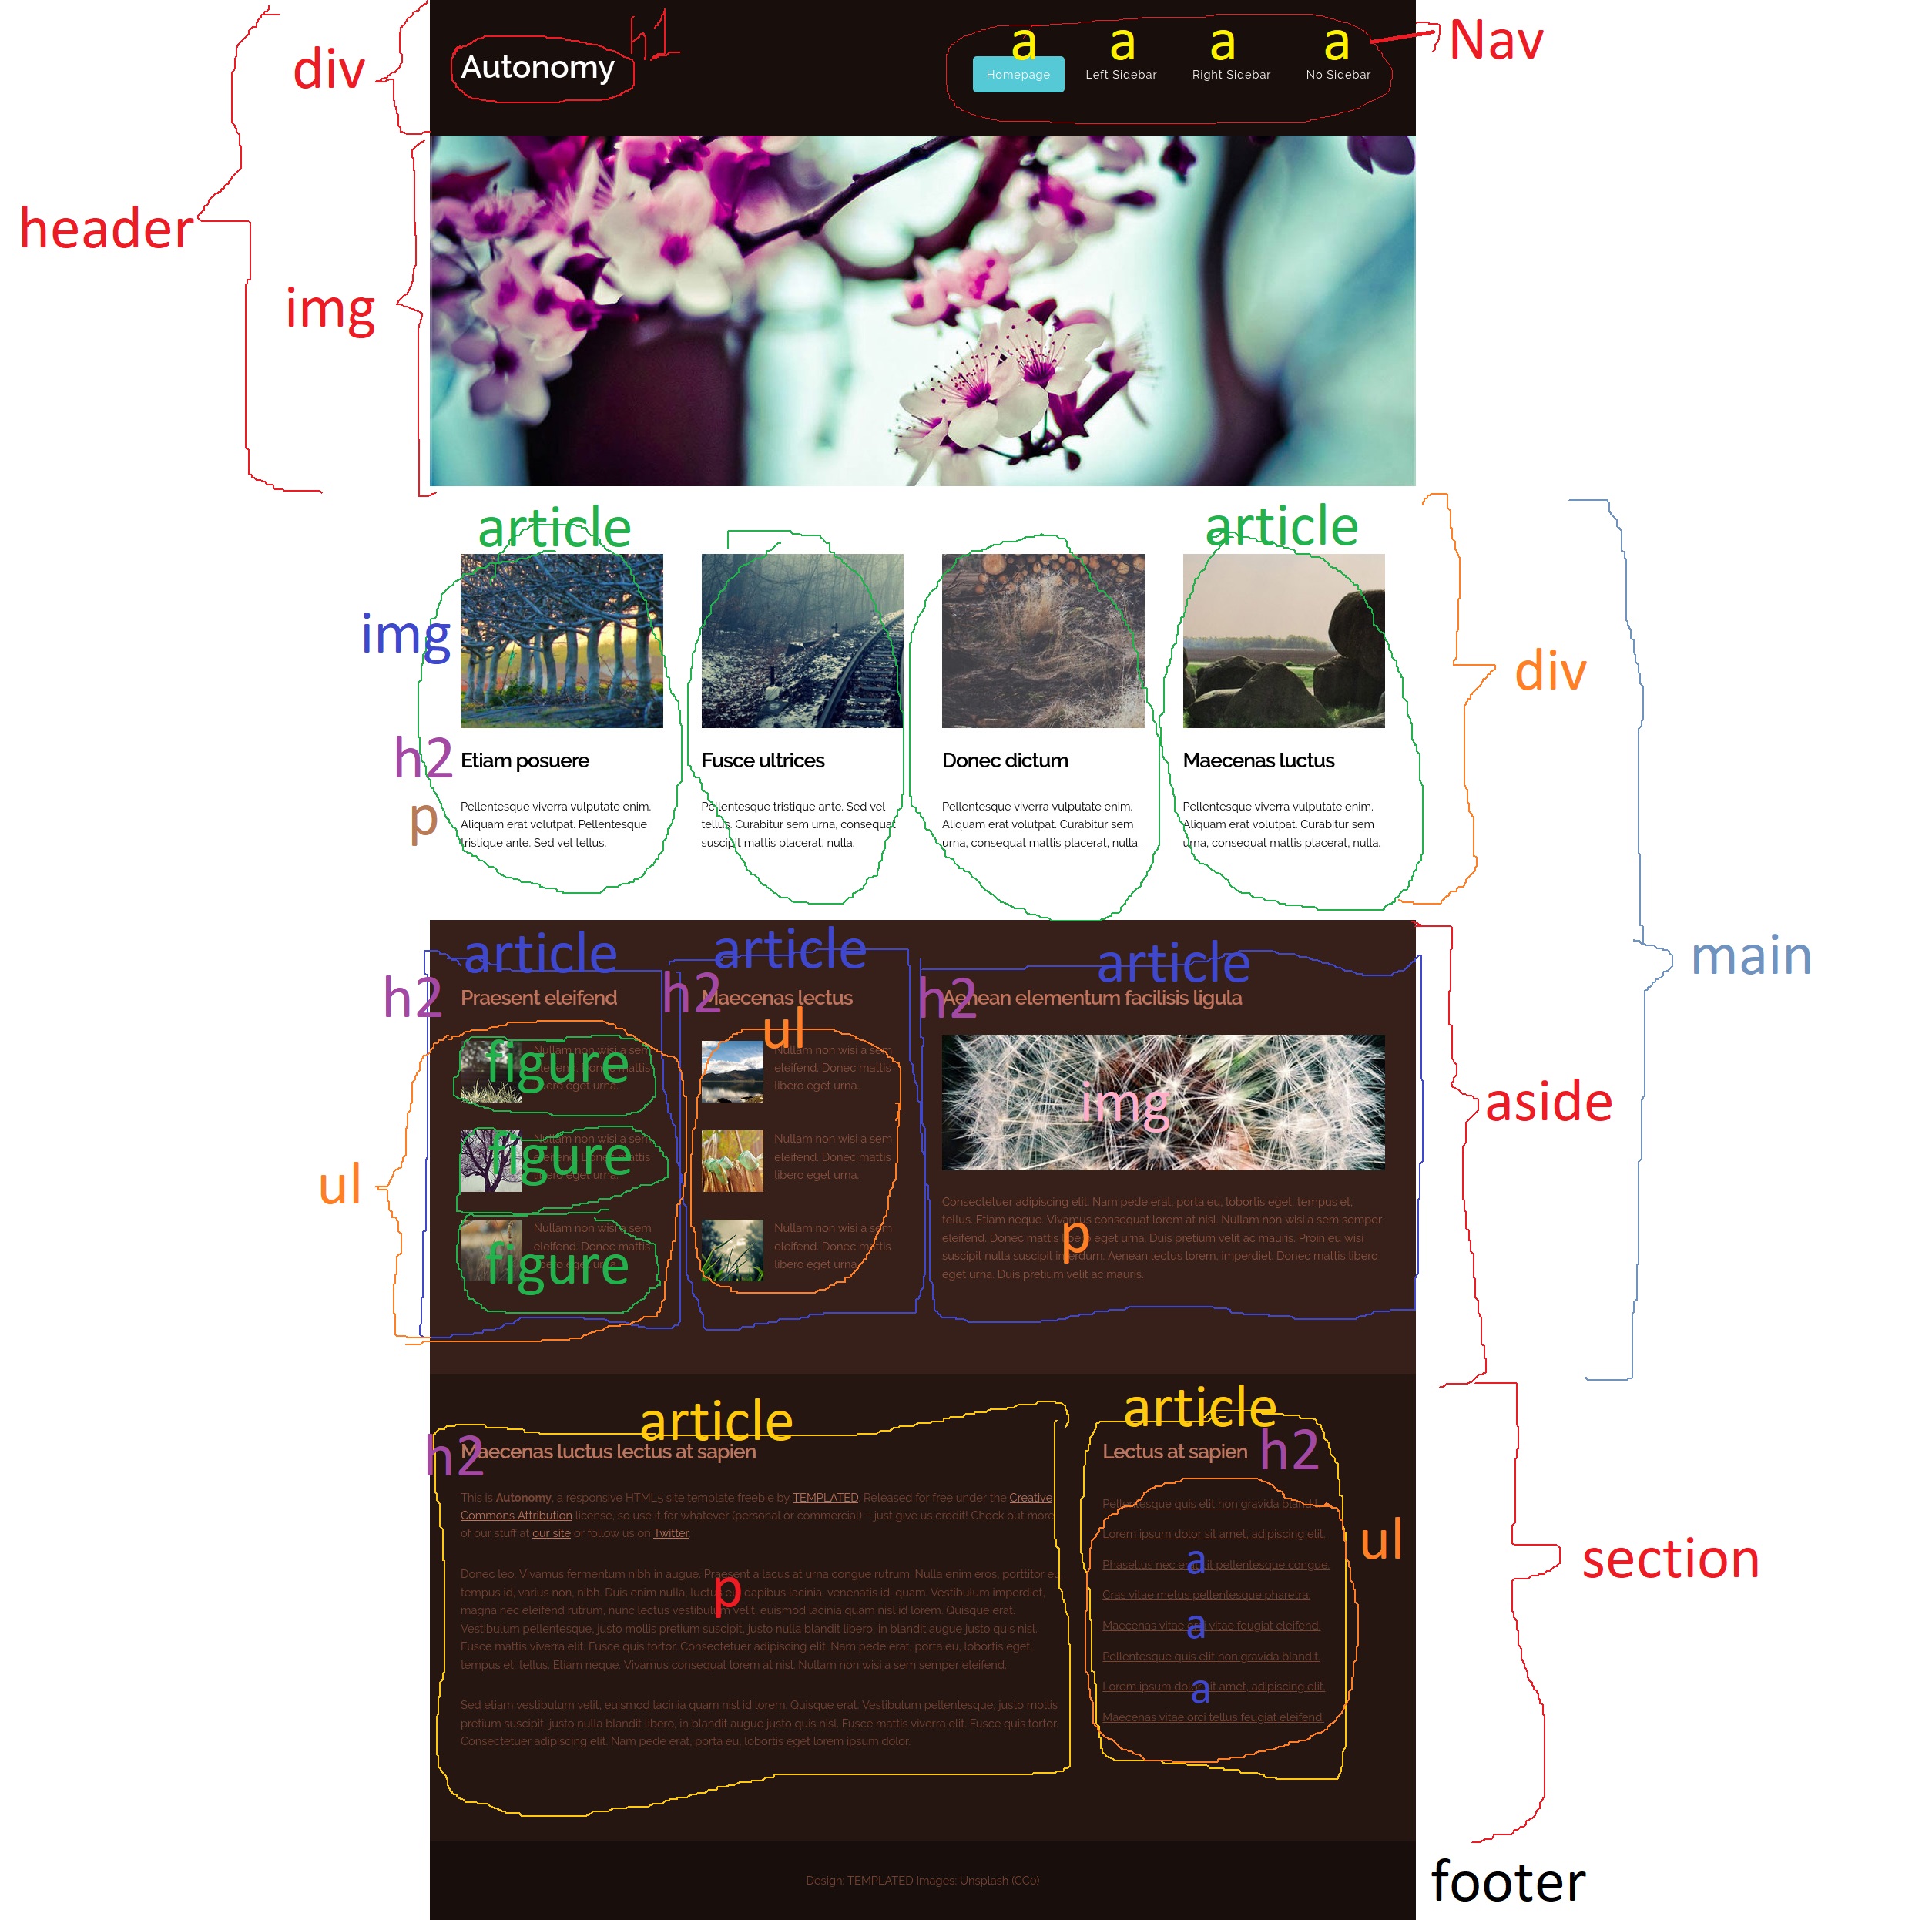 h1
div
Autonomy
a a a a
Nav
Homepage Left Sidebar Right Sidebar No Sidebar
header
img
article article
img
div
h2
Etiam posuere
Fusce ultrices
Donec dictum
Maecenas luctus
p
Pellentesque viverra vulputate enim.
Aliquam erat volutpat. Pellentesque
tristique ante. Sed vel tellus.
Pellentesque tristique ante. Sed vel
tellus. Curabitur sem urna, consequat
suscipit mattis placerat, nulla.
Pellentesque viverra vulputate enim.
Aliquam erat volutpat. Curabitur sem
urna, consequat mattis placerat, nulla.
Pellentesque viverra vulputate enim.
Aliquam erat volutpat. Curabitur sem
urna, consequat mattis placerat, nulla.
main
article article article
h2 h2 h2
Praesent eleifend
Maecenas lectus
Aenean elementum facilisis ligula
ul
figure
Nullam non wisi a sem
eleifend. Donec mattis
libero eget urna.
figure
Nullam non wisi a sem
eleifend. Donec mattis
libero eget urna.
figure
Nullam non wisi a sem
eleifend. Donec mattis
libero eget urna.
ul
Nullam non wisi a sem
eleifend. Donec mattis
libero eget urna.
Nullam non wisi a sem
eleifend. Donec mattis
libero eget urna.
Nullam non wisi a sem
eleifend. Donec mattis
libero eget urna.
img
aside
Consectetuer adipiscing elit. Nam pede erat, porta eu, lobortis eget, tempus et,
tellus. Etiam neque. Vivamus consequat lorem at nisl. Nullam non wisi a sem semper
eleifend. Donec mattis libero eget urna. Duis pretium velit ac mauris. Proin eu wisi
suscipit nulla suscipit interdum. Aenean lectus lorem, imperdiet. Donec mattis libero
eget urna. Duis pretium velit ac mauris.
p
article article
h2
Maecenas luctus lectus at sapien
Lectus at sapien
h2
This is Autonomy, a responsive HTML5 site template freebie by TEMPLATED. Released for free under the Creative
Commons Attribution license, so use it for whatever (personal or commercial) – just give us credit! Check out more
of our stuff at our site or follow us on Twitter.
Donec leo. Vivamus fermentum nibh in augue. Praesent a lacus at urna congue rutrum. Nulla enim eros, porttitor eu,
tempus id, varius non, nibh. Duis enim nulla, luctus eu, dapibus lacinia, venenatis id, quam. Vestibulum imperdiet,
magna nec eleifend rutrum, nunc lectus vestibulum velit, euismod lacinia quam nisl id lorem. Quisque erat.
Vestibulum pellentesque, justo mollis pretium suscipit, justo nulla blandit libero, in blandit augue justo quis nisl.
Fusce mattis viverra elit. Fusce quis tortor. Consectetuer adipiscing elit. Nam pede erat, porta eu, lobortis eget,
tempus et, tellus. Etiam neque. Vivamus consequat lorem at nisl. Nullam non wisi a sem semper eleifend.
p
Sed etiam vestibulum velit, euismod lacinia quam nisl id lorem. Quisque erat. Vestibulum pellentesque, justo mollis
pretium suscipit, justo nulla blandit libero, in blandit augue justo quis nisl. Fusce mattis viverra elit. Fusce quis tortor.
Consectetuer adipiscing elit. Nam pede erat, porta eu, lobortis eget lorem ipsum dolor.
Pellentesque quis elit non gravida blandit.
Lorem ipsum dolor sit amet, adipiscing elit.
Phasellus nec erat sit pellentesque congue.
Cras vitae metus pellentesque pharetra.
Maecenas vitae orci vitae feugiat eleifend.
Pellentesque quis elit non gravida blandit.
Lorem ipsum dolor sit amet, adipiscing elit.
Maecenas vitae orci tellus feugiat eleifend.
a
a
a
ul
section
Design: TEMPLATED Images: Unsplash (CC0)
footer